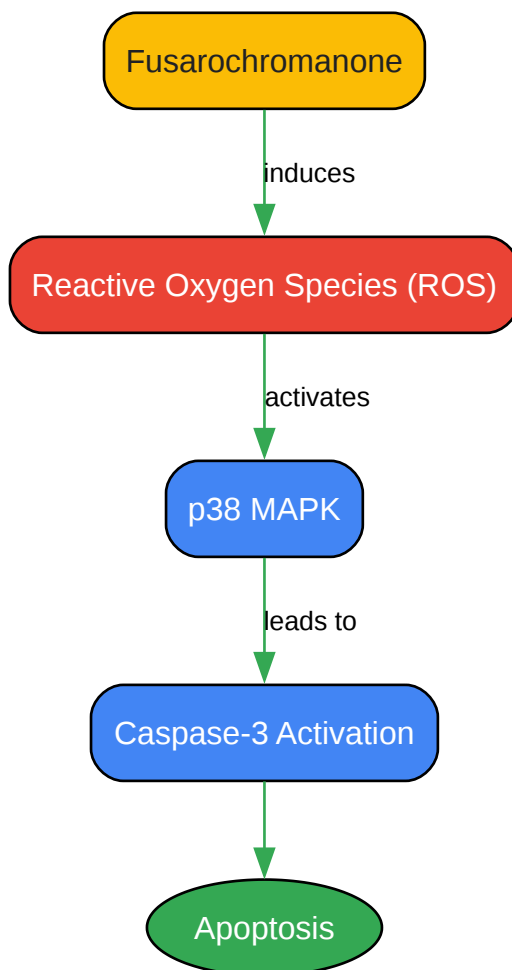 Fusarochromanone
induces
Reactive Oxygen Species (ROS)
activates
p38 MAPK
leads to
Caspase-3 Activation
Apoptosis